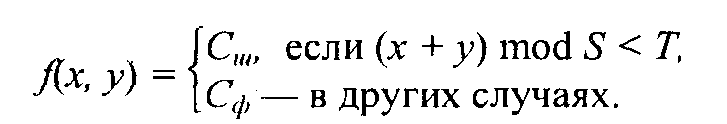 f(x, y) = { Cш, если (x + y) mod S < T,
Cф — в других случаях.